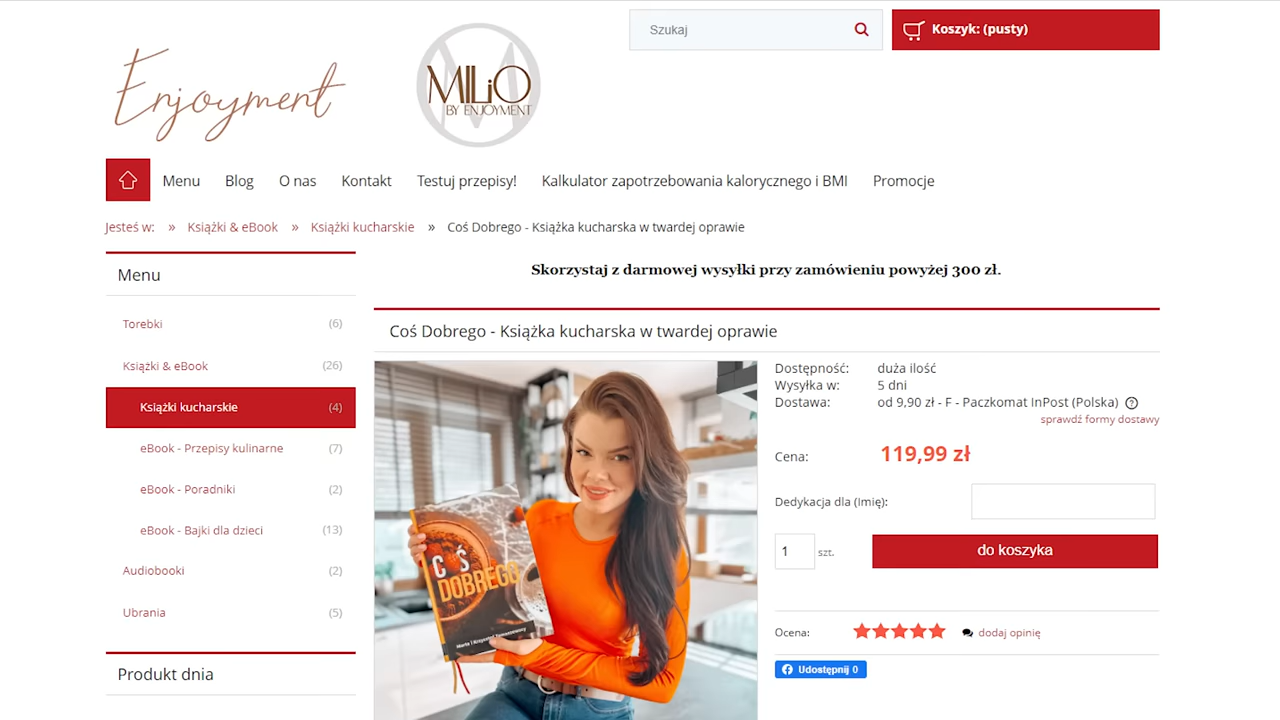 Szukaj
Koszyk: (pusty)
Enjoyment
MILiO
BY ENJOYMENT
Menu Blog O nas Kontakt Testuj przepisy! Kalkulator zapotrzebowania kalorycznego i BMI Promocje
Jesteś w: » Książki & eBook » Książki kucharskie » Coś Dobrego - Książka kucharska w twardej oprawie
Menu
Torebki (6)
Książki & eBook (26)
Książki kucharskie (4)
eBook - Przepisy kulinarne (7)
eBook - Poradniki (2)
eBook - Bajki dla dzieci (13)
Audiobooki (2)
Ubrania (5)
Produkt dnia
Skorzystaj z darmowej wysyłki przy zamówieniu powyżej 300 zł.
Coś Dobrego - Książka kucharska w twardej oprawie
COŚ
DOBREGO
Dostępność: duża ilość
Wysyłka w: 5 dni
Dostawa: od 9,90 zł - F - Paczkomat InPost (Polska) ?
sprawdź formy dostawy
Cena: 119,99 zł
Dedykacja dla (Imię):
1 szt. do koszyka
Ocena: dodaj opinię
Udostępnij 0